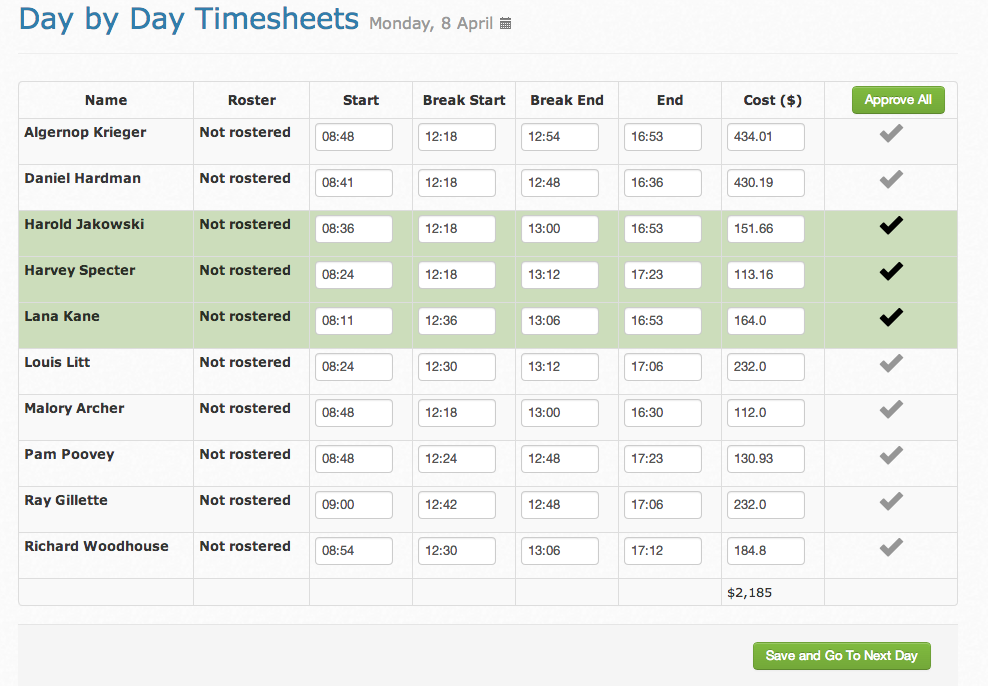 Day by Day Timesheets Monday, 8 April
Name Roster Start Break Start Break End End Cost ($) Approve All
Algernop Krieger Not rostered 08:48 12:18 12:54 16:53 434.01
Daniel Hardman Not rostered 08:41 12:18 12:48 16:36 430.19
Harold Jakowski Not rostered 08:36 12:18 13:00 16:53 151.66
Harvey Specter Not rostered 08:24 12:18 13:12 17:23 113.16
Lana Kane Not rostered 08:11 12:36 13:06 16:53 164.0
Louis Litt Not rostered 08:24 12:30 13:12 17:06 232.0
Malory Archer Not rostered 08:48 12:18 13:00 16:30 112.0
Pam Poovey Not rostered 08:48 12:24 12:48 17:23 130.93
Ray Gillette Not rostered 09:00 12:42 12:48 17:06 232.0
Richard Woodhouse Not rostered 08:54 12:30 13:06 17:12 184.8
$2,185
Save and Go To Next Day